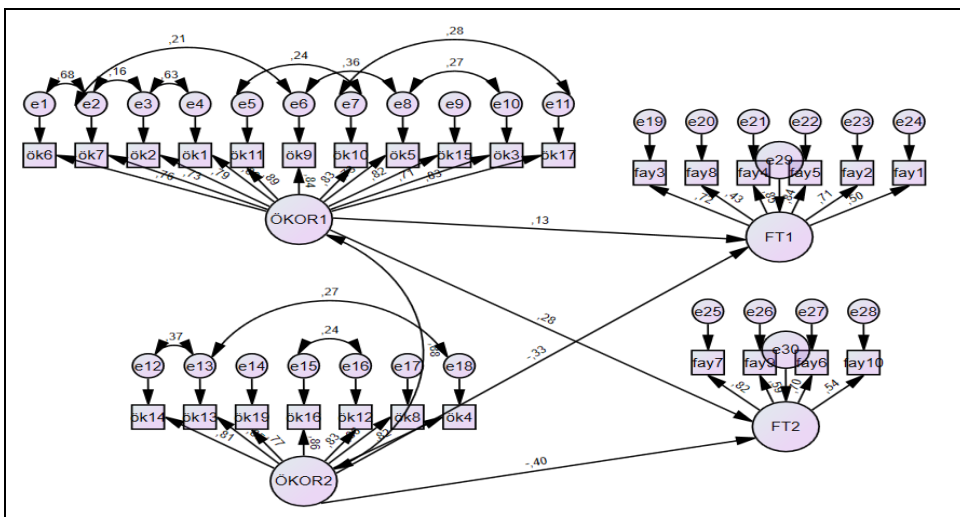 ,21
,28
,68
,16
,63
,24
,36
,27
e1 e2 e3 e4 e5 e6 e7 e8 e9 e10 e11
ök6 ök7 ök2 ök1 ök11 ök9 ök10 ök5 ök15 ök3 ök17
,76 ,73 ,79 ,89 ,84 ,83 ,82 ,71 ,83
ÖKOR1
e19 e20 e21 e22 e23 e24
e29
fay3 fay8 fay4 fay5 fay2 fay1
,72 ,43 ,85 ,84 ,71 ,50
FT1
,13
,28
-,33
,88
,27
,37
,24
e12 e13 e14 e15 e16 e17 e18
ök14 ök13 ök19 ök16 ök12 ök8 ök4
,81 ,77 ,86 ,83 ,82
ÖKOR2
e25 e26 e27 e28
e30
fay7 fay9 fay6 fay10
,82 ,59 ,70 ,54
FT2
-,40